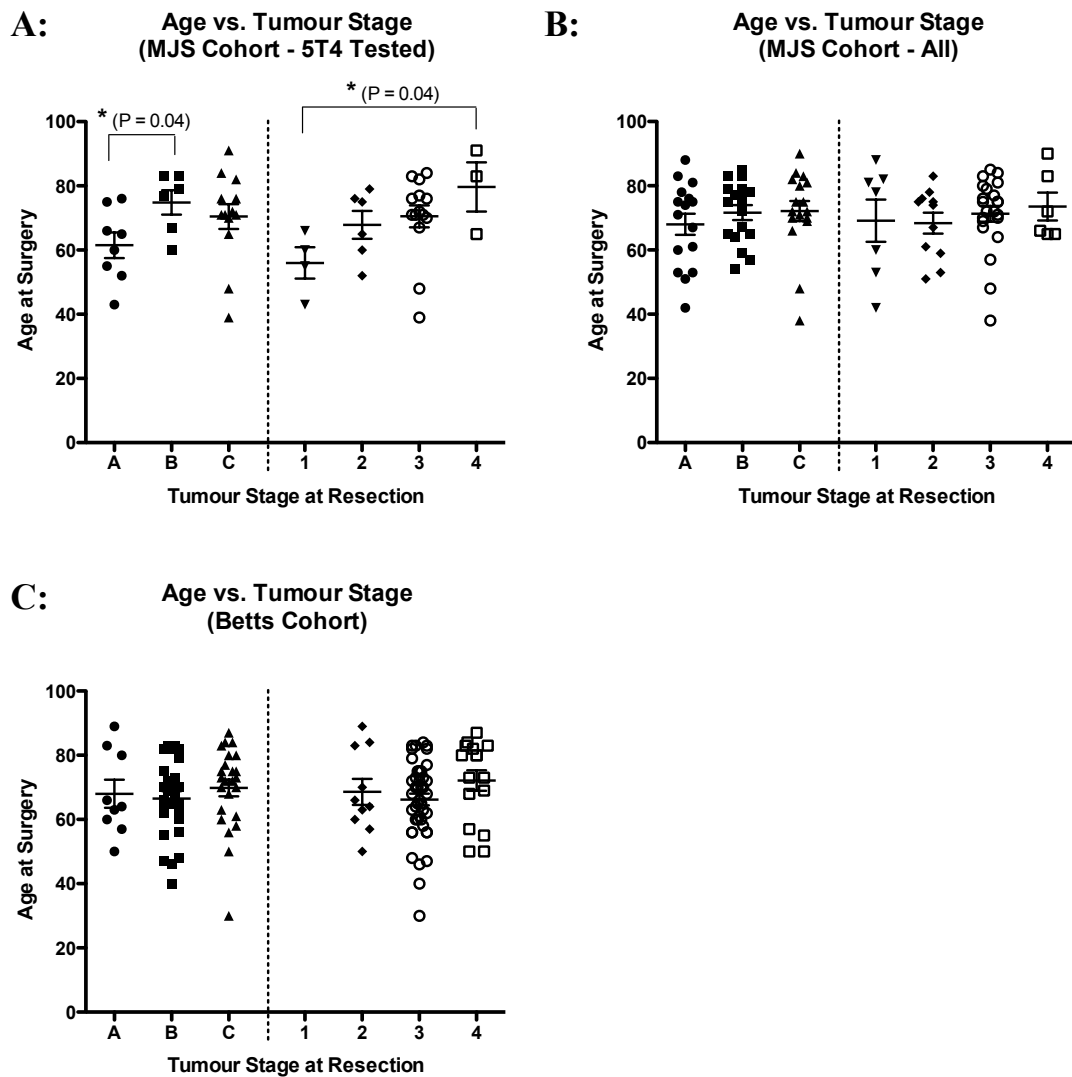 A:
Age vs. Tumour Stage
(MJS Cohort - 5T4 Tested)
* (P = 0.04)
* (P = 0.04)
100
80
60
40
20
0
Age at Surgery
A B C 1 2 3 4
Tumour Stage at Resection
B:
Age vs. Tumour Stage
(MJS Cohort - All)
100
80
60
40
20
0
Age at Surgery
A B C 1 2 3 4
Tumour Stage at Resection
C:
Age vs. Tumour Stage
(Betts Cohort)
100
80
60
40
20
0
Age at Surgery
A B C 1 2 3 4
Tumour Stage at Resection